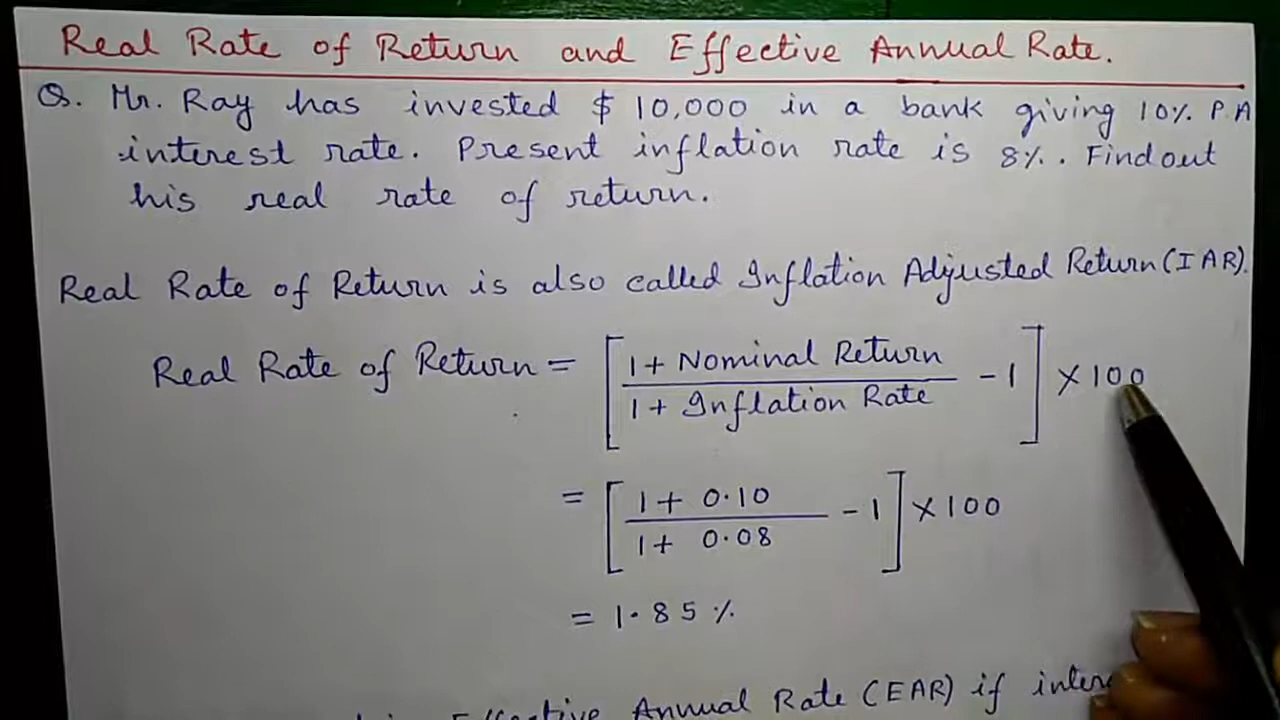 Real Rate of Return and Effective Annual Rate.
Q. Mr. Ray has invested $ 10,000 in a bank giving 10% P.A
interest rate. Present inflation rate is 8%. Find out
his real rate of return.
Real Rate of Return is also called Inflation Adjusted Return (IAR).
Real Rate of Return = [ 1 + Nominal Return / 1 + Inflation Rate - 1 ] × 100
= [ 1 + 0.10 / 1 + 0.08 - 1 ] × 100
= 1.85 %
Effective Annual Rate (EAR) if